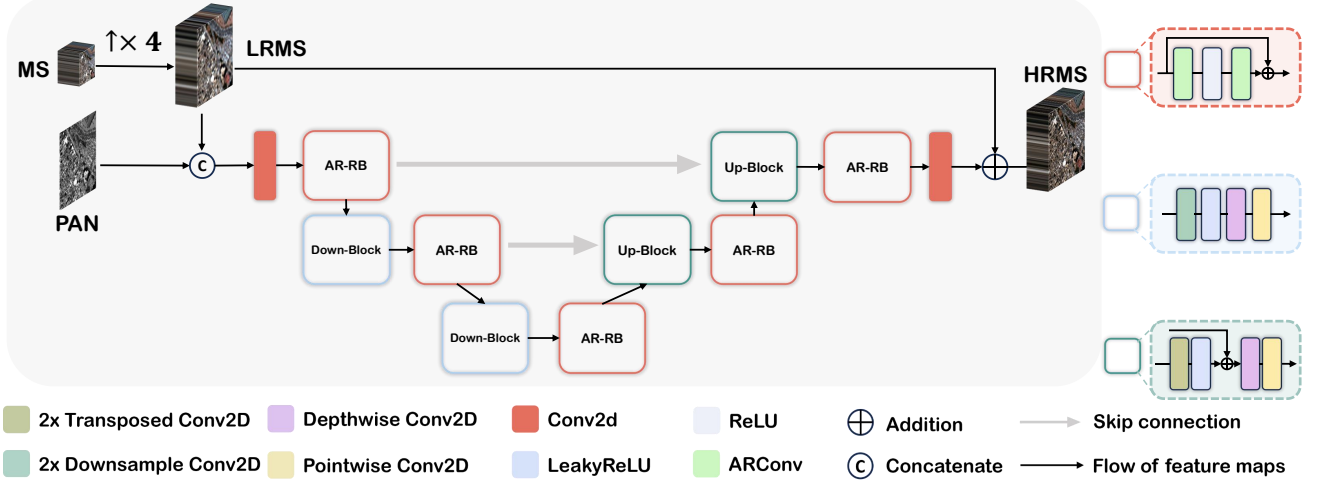 MS
↑× 4
LRMS
HRMS
PAN
C
AR-RB
Up-Block
AR-RB
Down-Block
AR-RB
Up-Block
AR-RB
Down-Block
AR-RB
2x Transposed Conv2D
Depthwise Conv2D
Conv2d
ReLU
Addition
Skip connection
2x Downsample Conv2D
Pointwise Conv2D
LeakyReLU
ARConv
C
Concatenate
Flow of feature maps